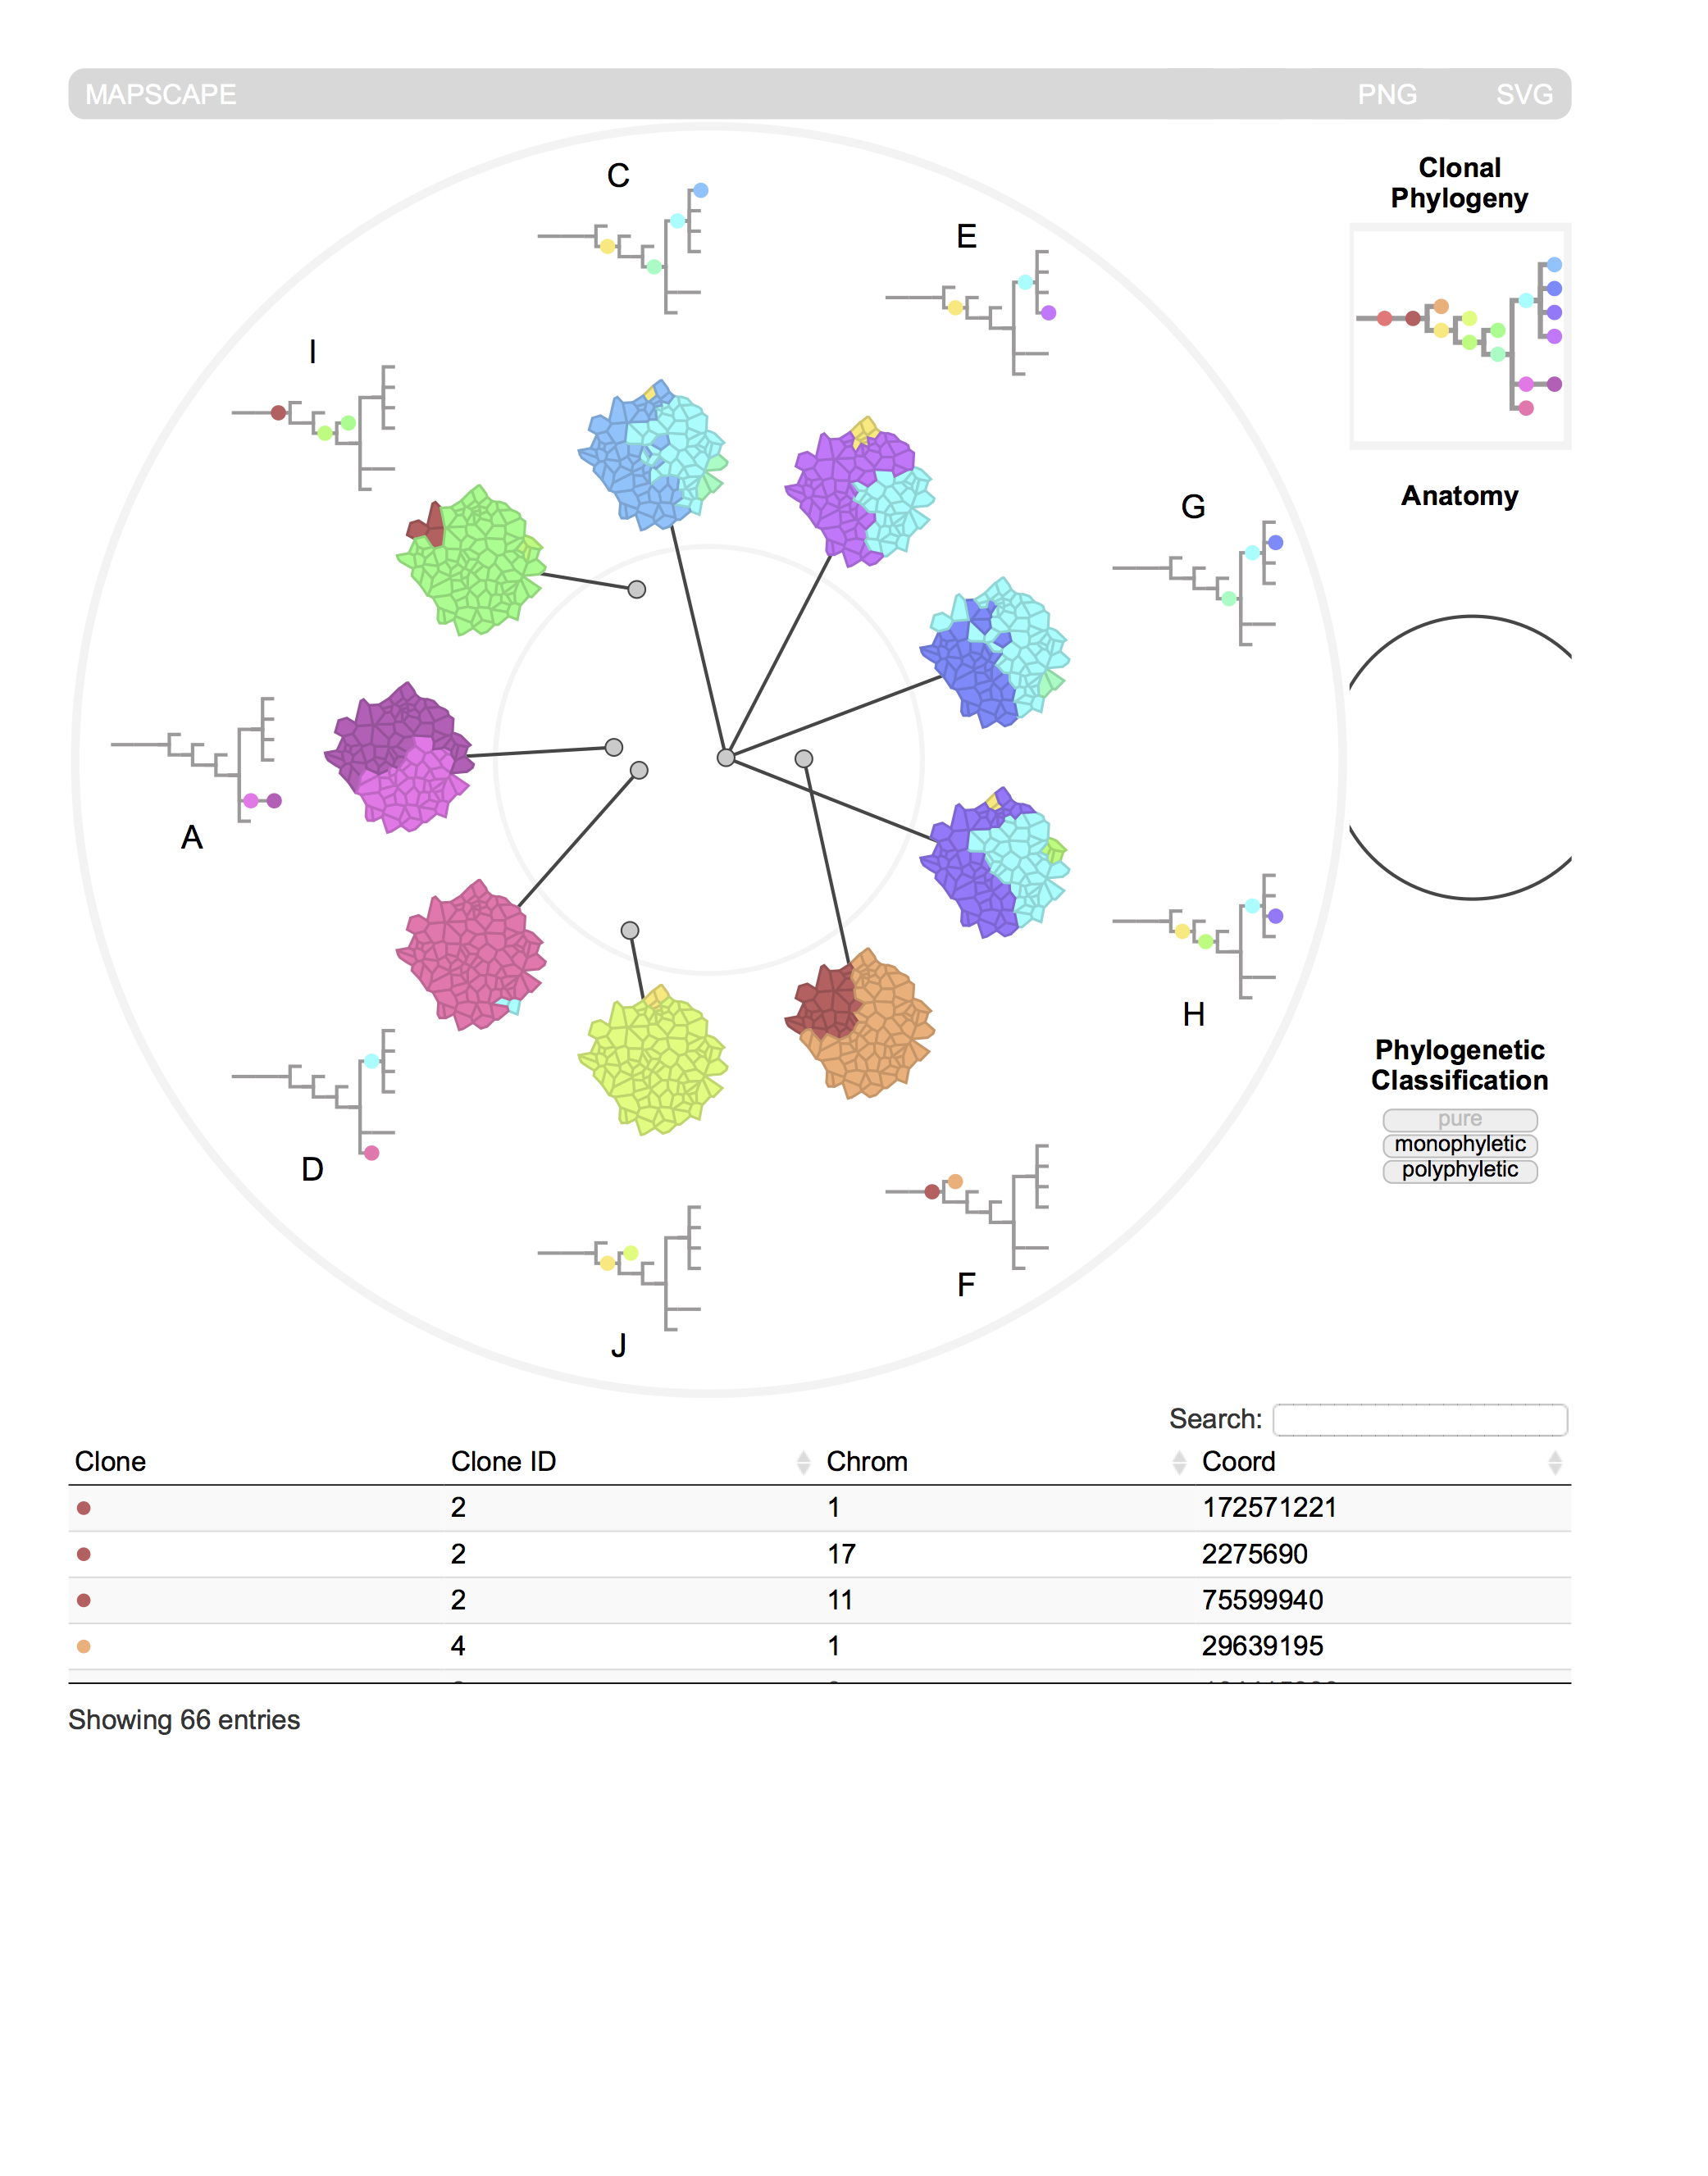 MAPSCAPE PNG SVG
C
E
I
G
A
H
D
F
J
Clonal
Phylogeny
Anatomy
Phylogenetic
Classification
pure
monophyletic
polyphyletic
Search:
Clone Clone ID Chrom Coord
2 1 172571221
2 17 2275690
2 11 75599940
4 1 29639195
Showing 66 entries